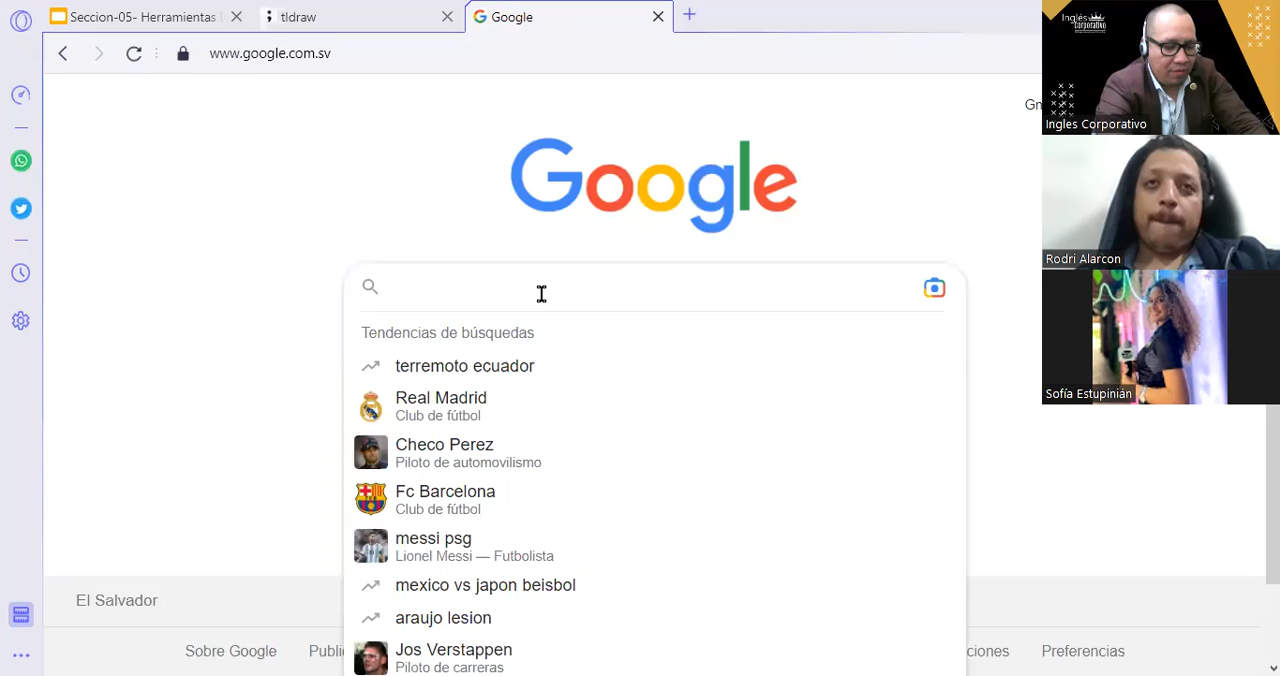 Seccion-05- Herramientas
tldraw
Google
www.google.com.sv
Inglés
Corporativo
Ingles Corporativo
Google
Rodri Alarcon
Tendencias de búsquedas
terremoto ecuador
Real Madrid
Club de fútbol
Sofía Estupinián
Checo Perez
Piloto de automovilismo
Fc Barcelona
Club de fútbol
messi psg
Lionel Messi — Futbolista
mexico vs japon beisbol
araujo lesion
Jos Verstappen
Piloto de carreras
El Salvador
Sobre Google
Preferencias